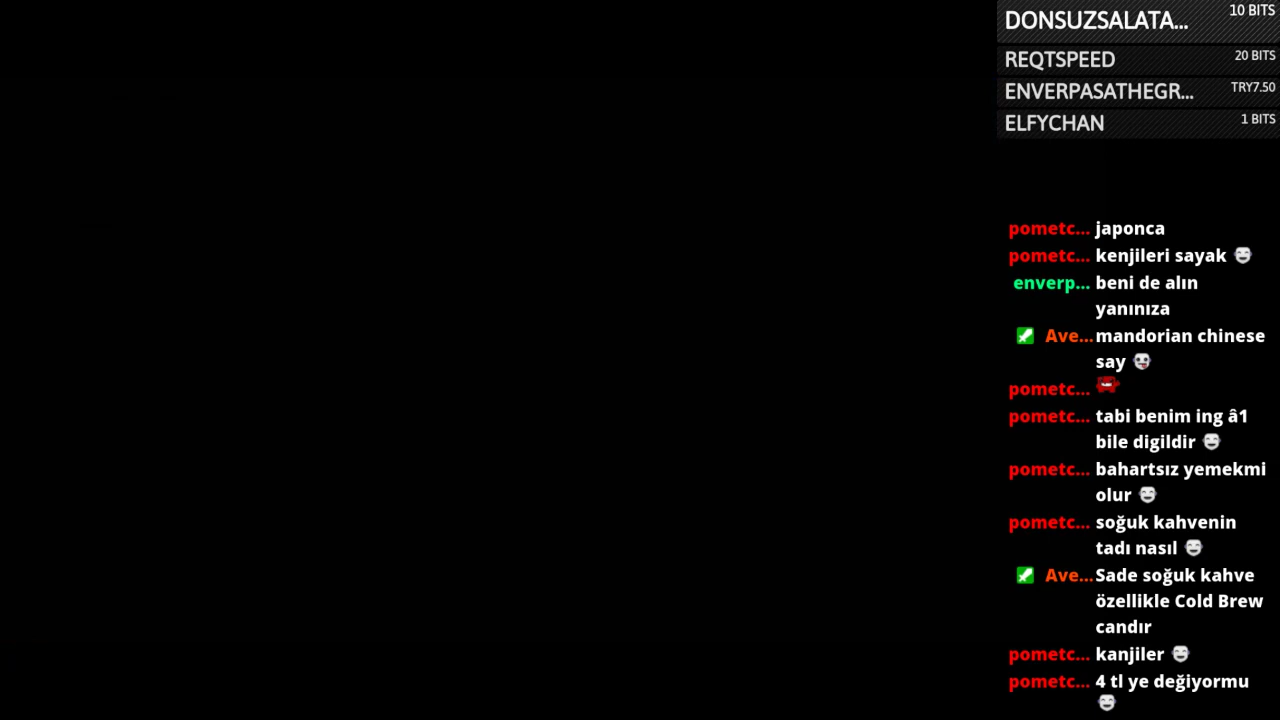 DONSUZSALATA... 10 BITS
REQTSPEED 20 BITS
ENVERPASATHEGR... TRY7.50
ELFYCHAN 1 BITS
pometc... japonca
pometc... kenjileri sayak
enverp... beni de alın
yanınıza
Ave... mandorian chinese
say
pometc...
pometc... tabi benim ing â1
bile digildir
pometc... bahartsız yemekmi
olur
pometc... soğuk kahvenin
tadı nasıl
Ave... Sade soğuk kahve
özellikle Cold Brew
candır
pometc... kanjiler
pometc... 4 tl ye değiyormu